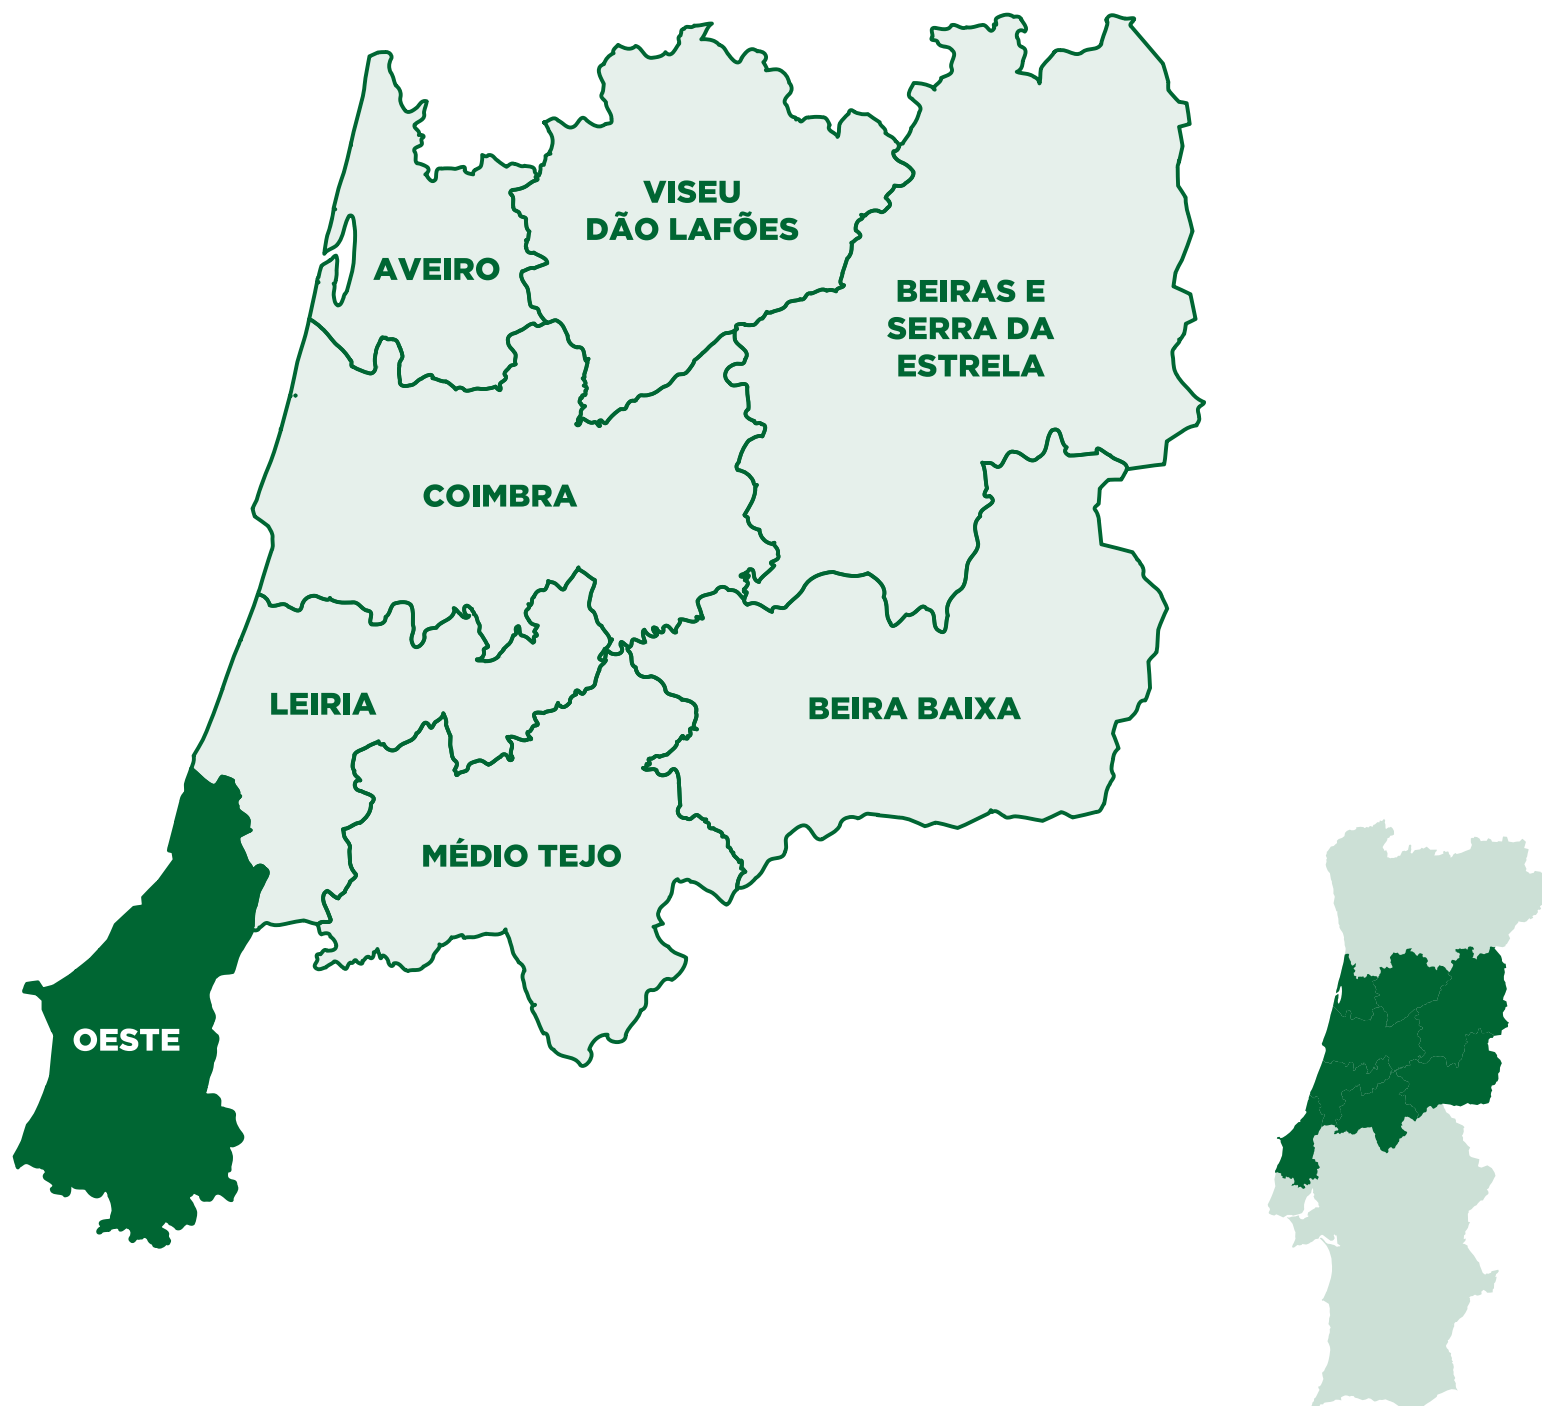 VISEU
DÃO LAFÕES
AVEIRO
BEIRAS E
SERRA DA
ESTRELA
COIMBRA
LEIRIA
BEIRA BAIXA
MÉDIO TEJO
OESTE